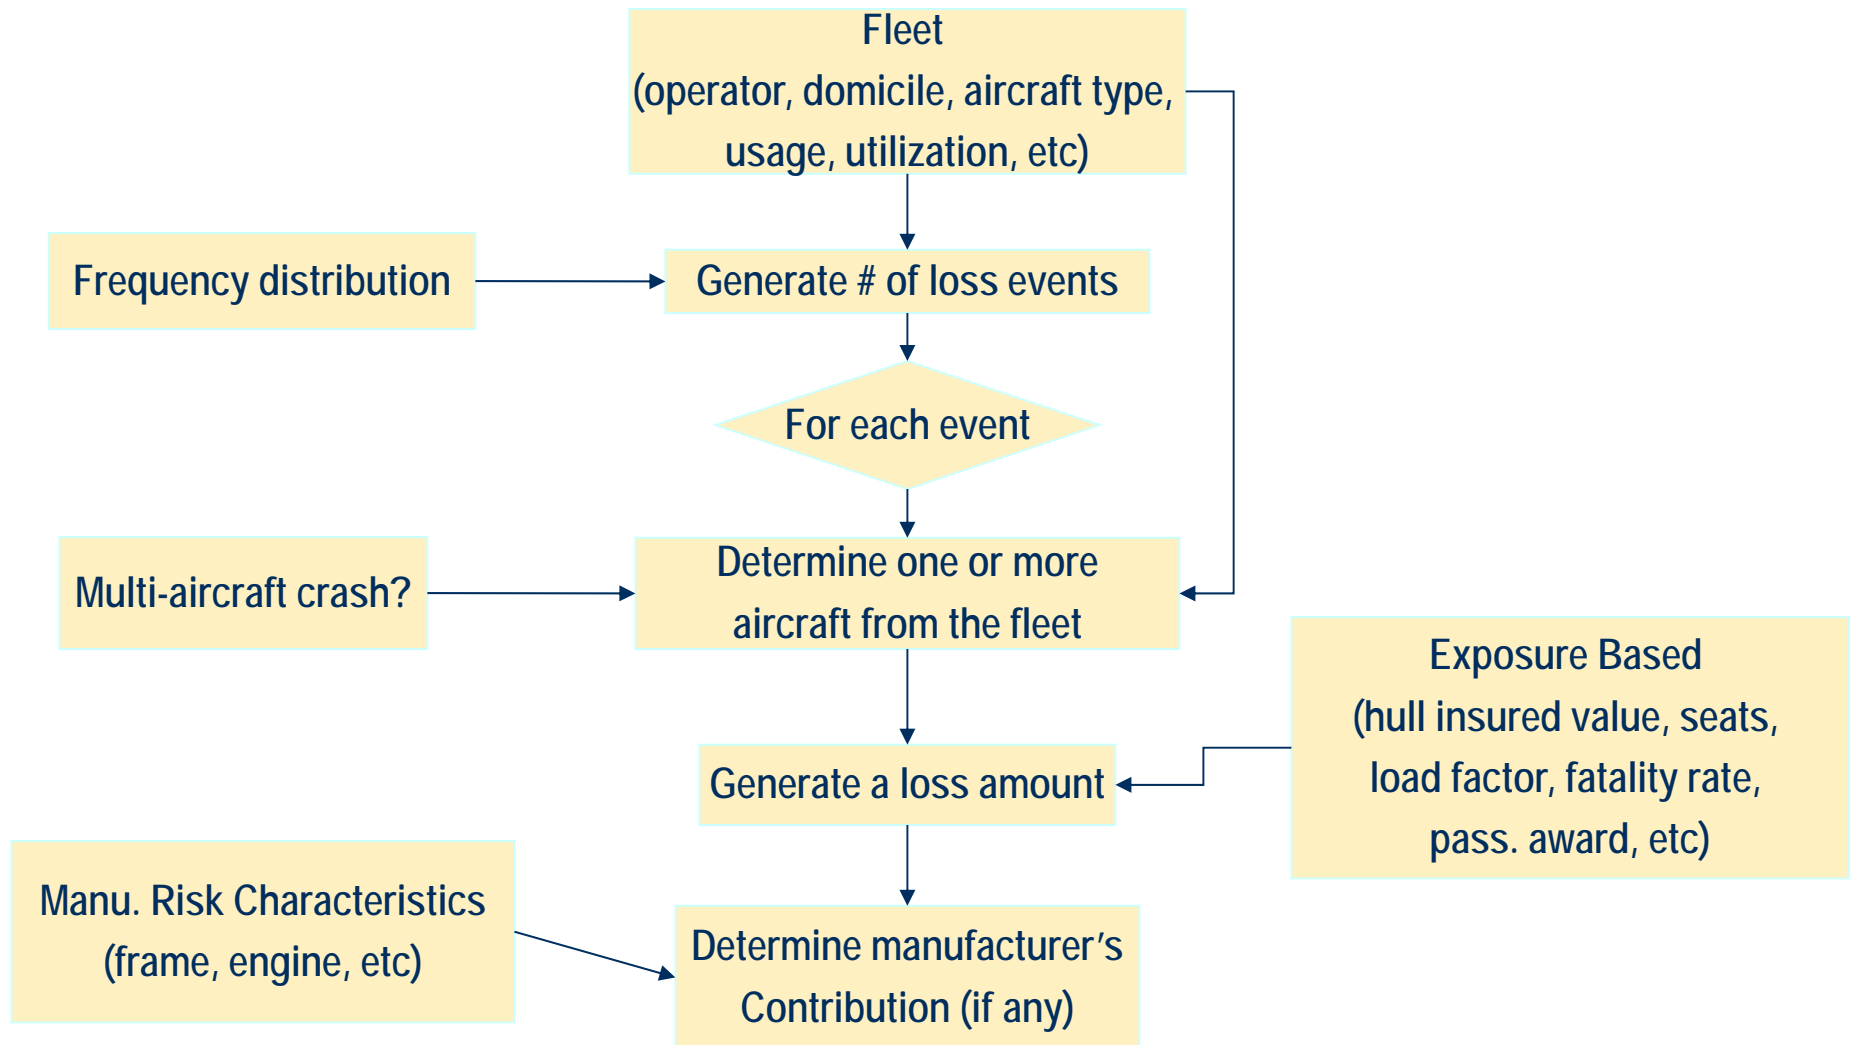 Fleet
(operator, domicile, aircraft type,
usage, utilization, etc)
Frequency distribution
Generate # of loss events
For each event
Multi-aircraft crash?
Determine one or more
aircraft from the fleet
Exposure Based
(hull insured value, seats,
load factor, fatality rate,
pass. award, etc)
Generate a loss amount
Manu. Risk Characteristics
(frame, engine, etc)
Determine manufacturer’s
Contribution (if any)